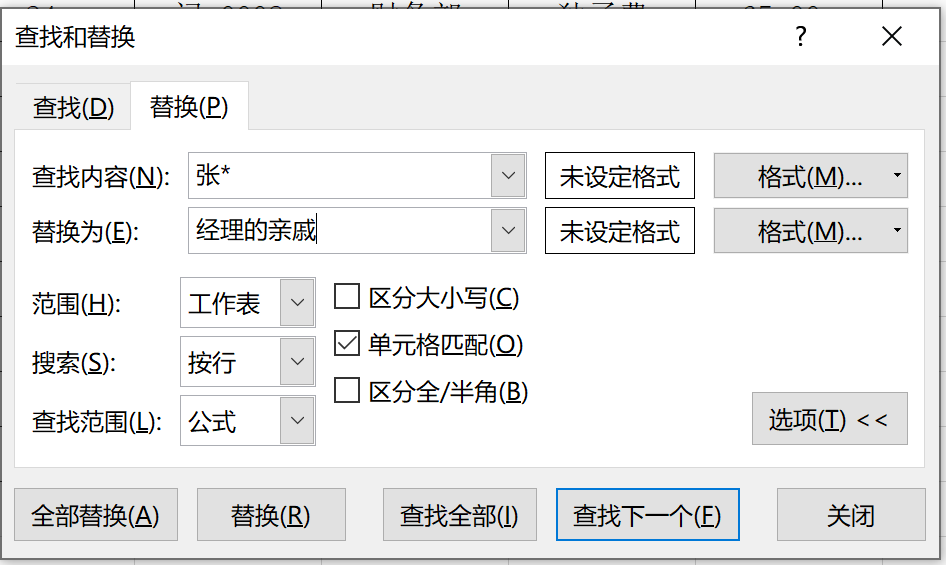 查找和替换 ?
查找(D) 替换(P)
查找内容(N): 张* 未设定格式 格式(M)...
替换为(E): 经理的亲戚 未设定格式 格式(M)...
范围(H): 工作表 区分大小写(C)
搜索(S): 按行 单元格匹配(O)
查找范围(L): 公式 区分全/半角(B)
选项(T) <<
全部替换(A) 替换(R) 查找全部(I) 查找下一个(F) 关闭